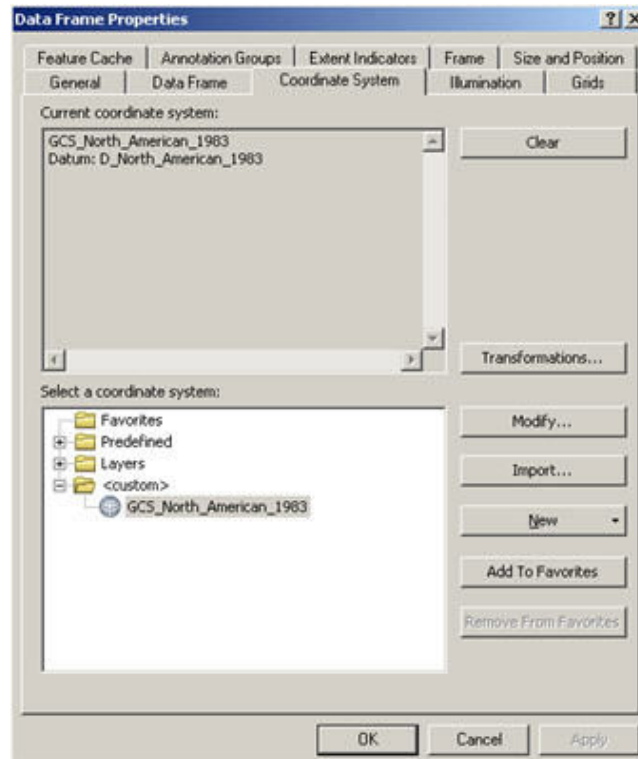 Data Frame Properties
Feature Cache Annotation Groups Extent Indicators Frame Size and Position
General Data Frame Coordinate System Illumination Grids
Current coordinate system:
GCS_North_American_1983
Datum: D_North_American_1983
Clear
Transformations...
Select a coordinate system:
Favorites
Predefined
Layers
<custom>
GCS_North_American_1983
Modify...
Import...
New
Add To Favorites
Remove From Favorites
OK Cancel Apply